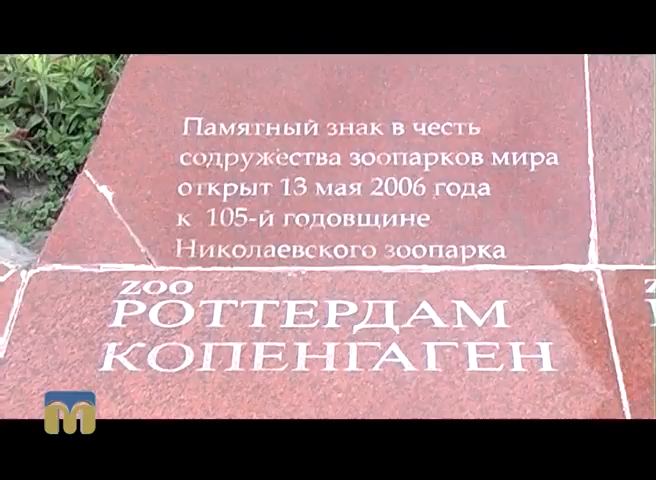 Памятный знак в честь
содружества зоопарков мира
открыт 13 мая 2006 года
к 105-й годовщине
Николаевского зоопарка
ZOO
РОТТЕРДАМ
КОПЕНГАГЕН